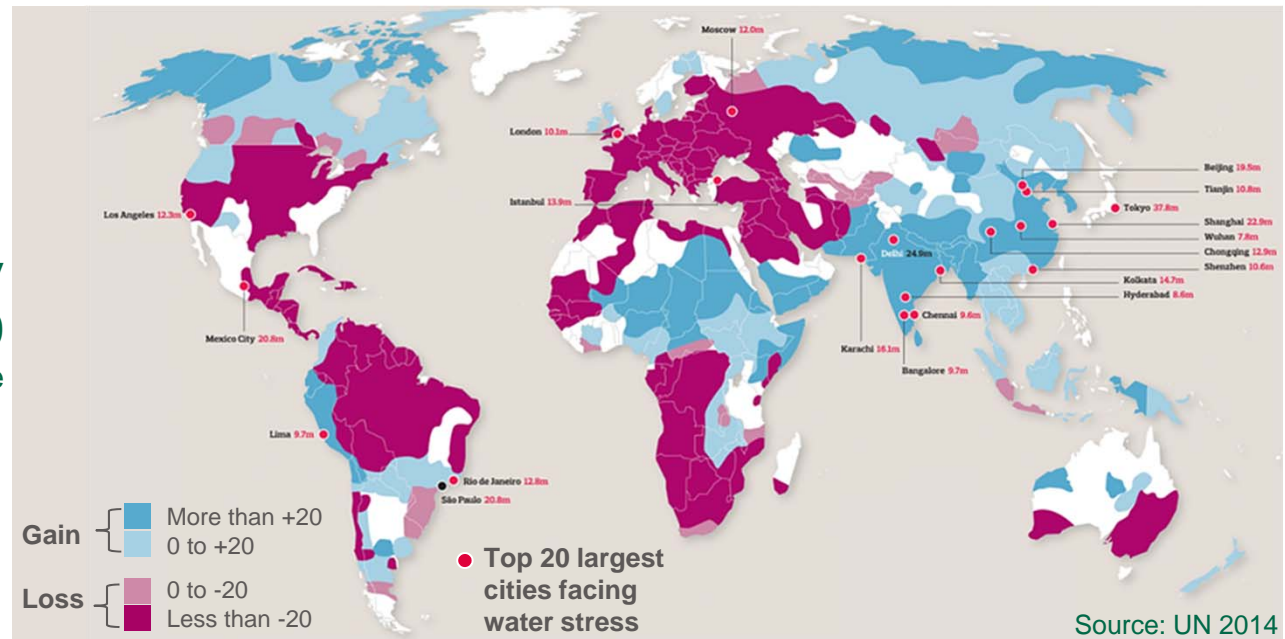 Moscow 12.0m
London 10.1m
Istanbul 13.9m
Los Angeles 12.3m
Mexico City 20.8m
Lima 9.7m
Rio de Janeiro 12.8m
São Paulo 20.8m
Beijing 19.5m
Tianjin 10.8m
Tokyo 37.8m
Shanghai 22.9m
Wuhan 7.8m
Chongqing 12.9m
Shenzhen 10.6m
Delhi 24.9m
Kolkata 14.7m
Hyderabad 8.6m
Chennai 9.6m
Karachi 16.1m
Bangalore 9.7m
Gain
More than +20
0 to +20
Loss
0 to -20
Less than -20
Top 20 largest
cities facing
water stress
Source: UN 2014